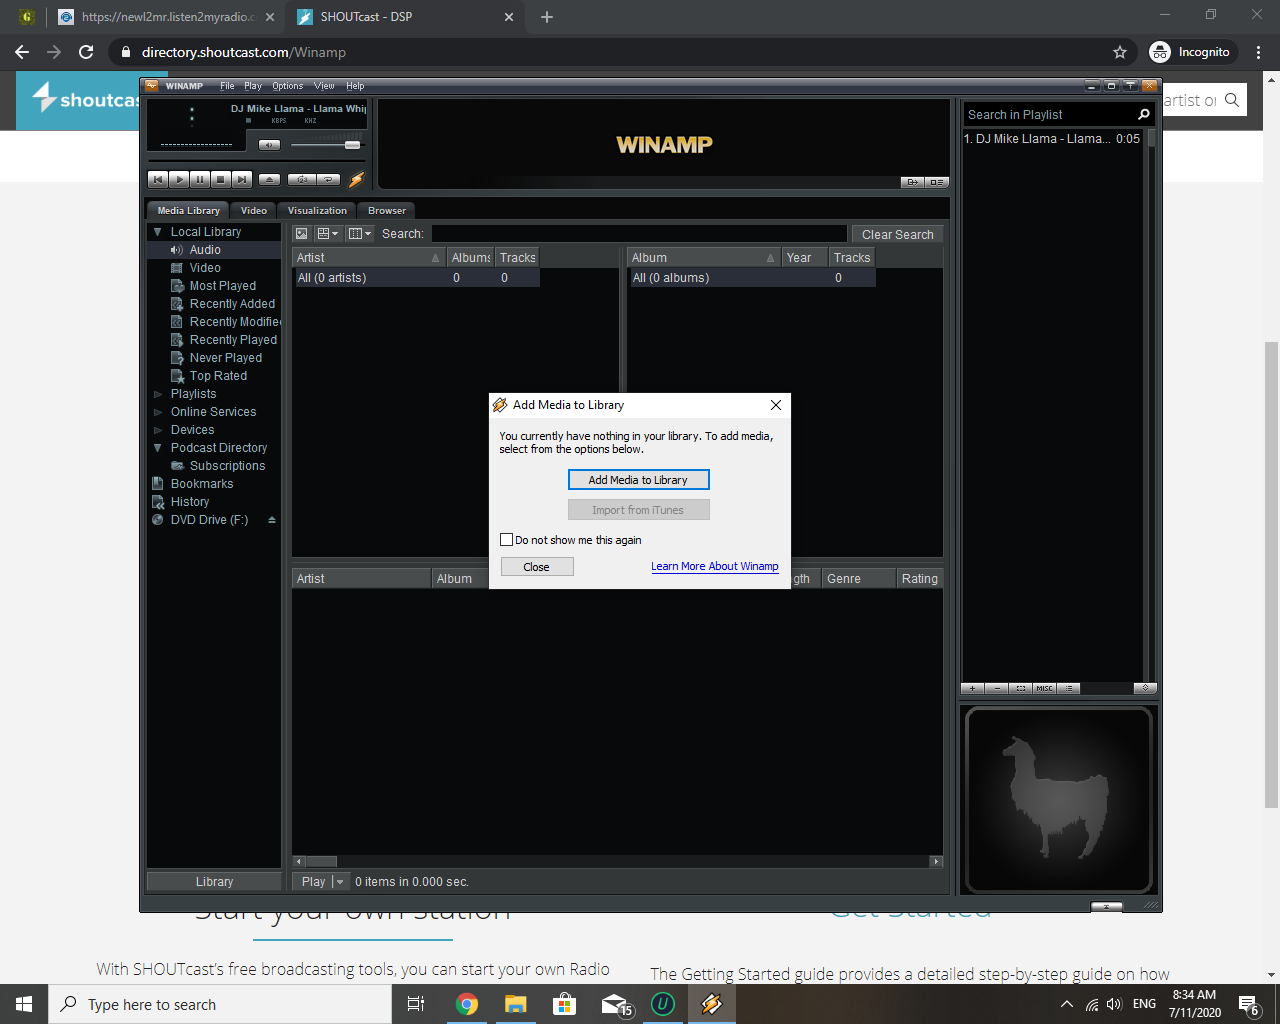 https://newl2mr.listen2myradio.c
SHOUTcast - DSP
directory.shoutcast.com/Winamp
Incognito
shoutcas
artist or
WINAMP File Play Options View Help
DJ Mike Llama - Llama Whip
KBPS KHZ
WINAMP
Search in Playlist
1. DJ Mike Llama - Llama... 0:05
Media Library Video Visualization Browser
Local Library
Audio
Video
Most Played
Recently Added
Recently Modifie
Recently Played
Never Played
Top Rated
Playlists
Online Services
Devices
Podcast Directory
Subscriptions
Bookmarks
History
DVD Drive (F:)
Library
Search: Clear Search
Artist Albums Tracks
All (0 artists) 0 0
Album Year Tracks
All (0 albums) 0
Add Media to Library
You currently have nothing in your library. To add media,
select from the options below.
Add Media to Library
Import from iTunes
Do not show me this again
Close Learn More About Winamp
Artist Album gth Genre Rating
MISC
Play 0 items in 0.000 sec.
Start your own station
Get Started
With SHOUTcast's free broadcasting tools, you can start your own Radio
The Getting Started guide provides a detailed step-by-step guide on how
Type here to search
15
ENG
8:34 AM
7/11/2020
6